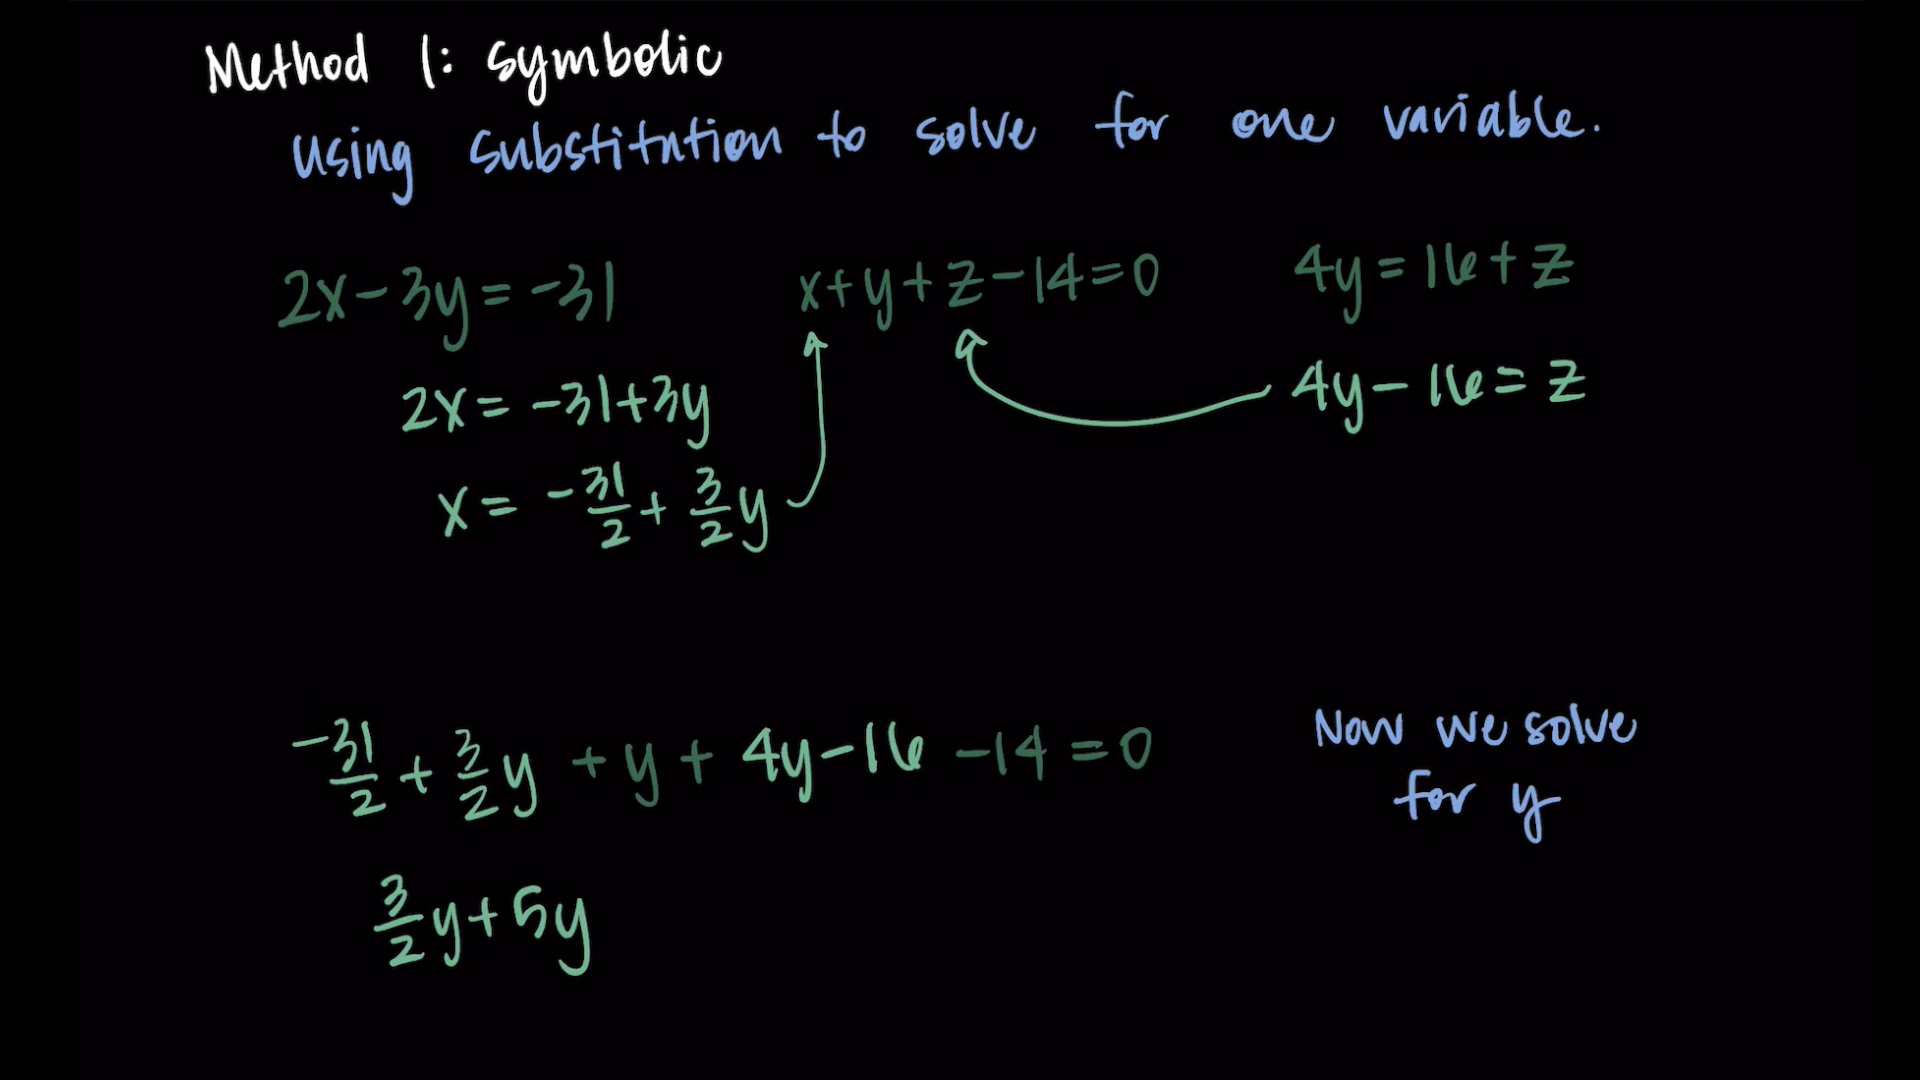 Method 1: symbolic
using substitution to solve for one variable.
2x-3y=-31 x+y+z-14=0 4y=16+z
2x=-31+3y 4y-16=z
x=-31/2+3/2y
-31/2+3/2y+y+4y-16-14=0 Now we solve
for y
3/2y+5y